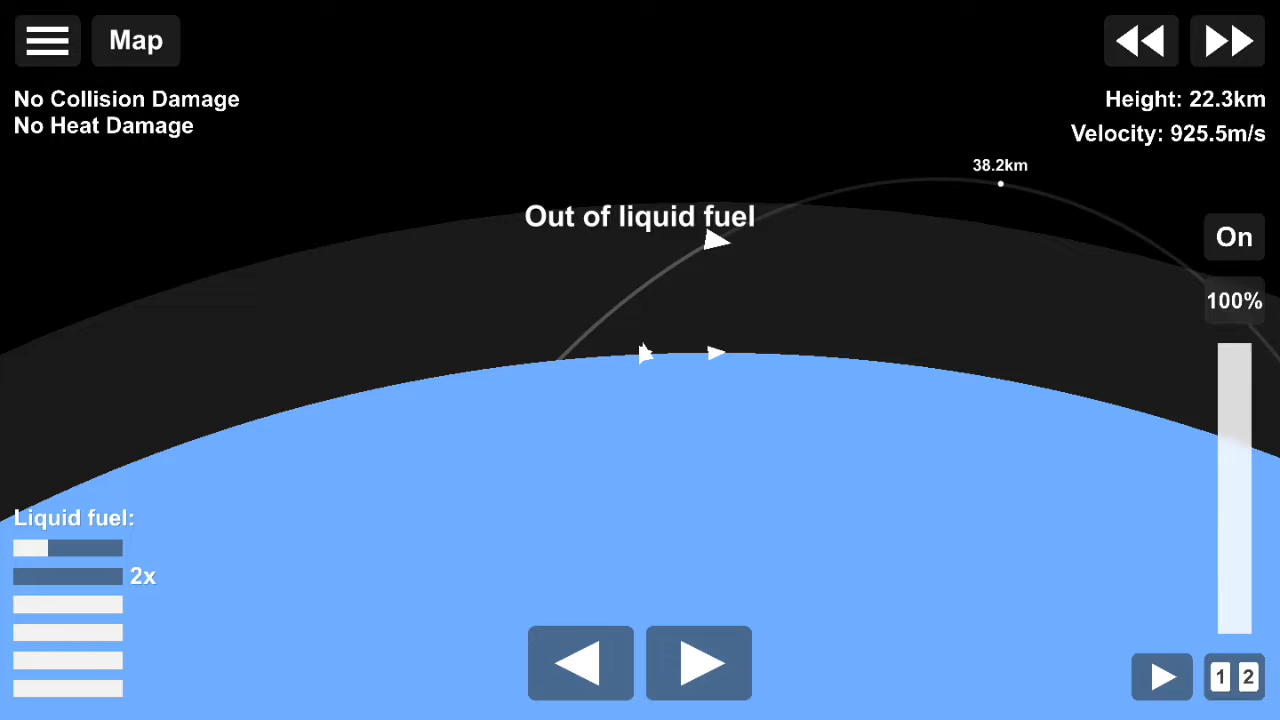 Map
No Collision Damage
No Heat Damage
Height: 22.3km
Velocity: 925.5m/s
38.2km
Out of liquid fuel
On
100%
Liquid fuel:
2x
1 2